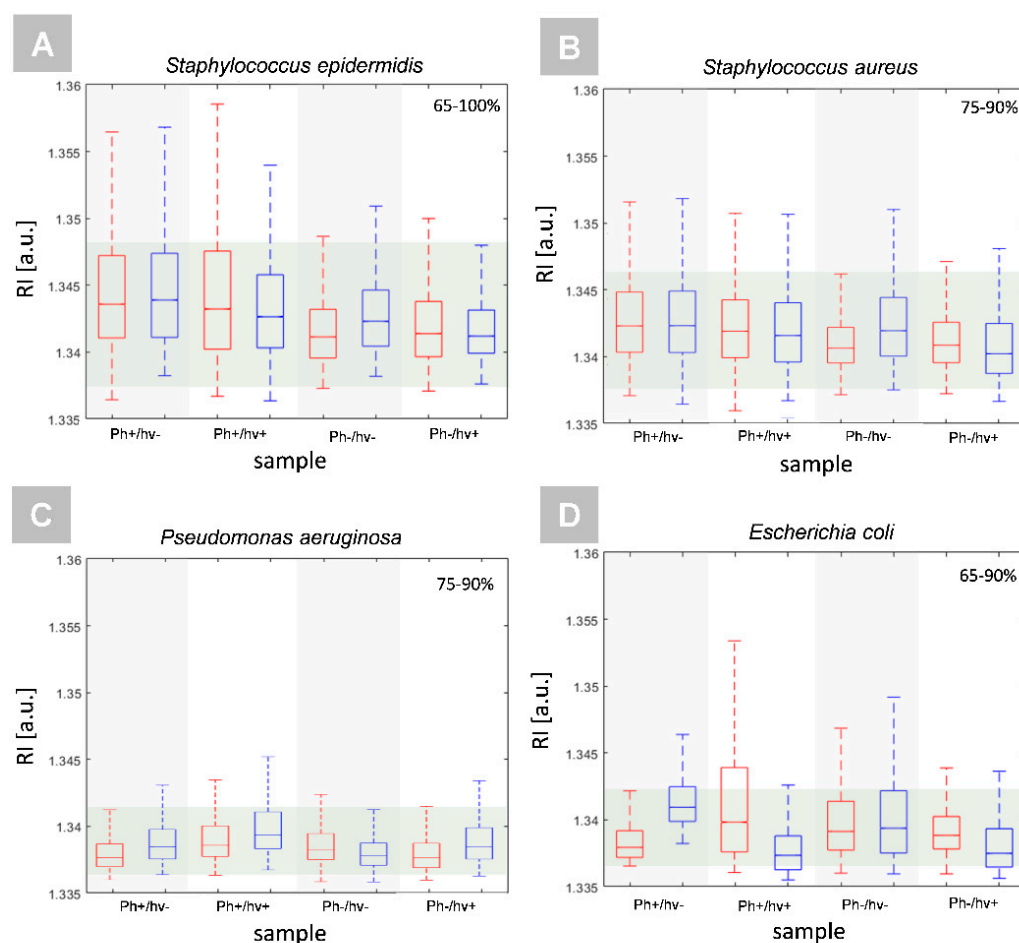 A
Staphylococcus epidermidis
1.36
65-100%
1.355
1.35
1.345
1.34
1.335
RI [a.u.]
Ph+/hv-
Ph+/hv+
Ph-/hv-
Ph-/hv+
sample
B
Staphylococcus aureus
1.36
75-90%
1.355
1.35
1.345
1.34
1.335
RI [a.u.]
Ph+/hv-
Ph+/hv+
Ph-/hv-
Ph-/hv+
sample
C
Pseudomonas aeruginosa
1.36
75-90%
1.355
1.35
1.345
1.34
1.335
RI [a.u.]
Ph+/hv-
Ph+/hv+
Ph-/hv-
Ph-/hv+
sample
D
Escherichia coli
1.36
65-90%
1.355
1.35
1.345
1.34
1.335
RI [a.u.]
Ph+/hv-
Ph+/hv+
Ph-/hv-
Ph-/hv+
sample